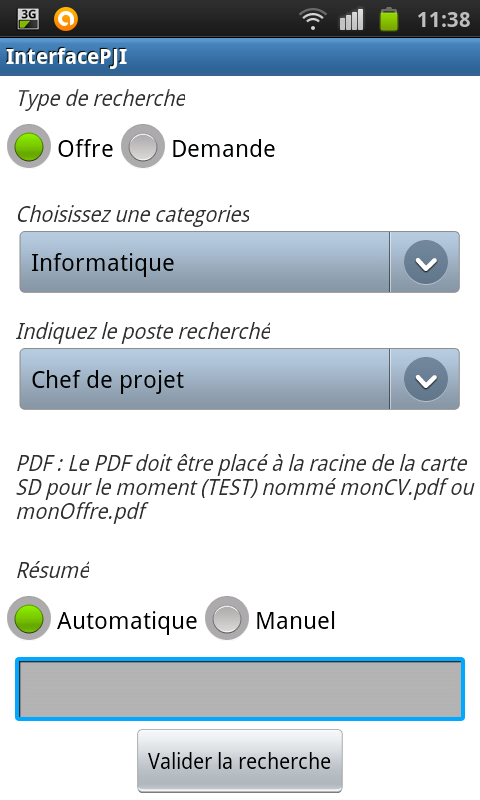 3G
11:38
InterfacePJI
Type de recherche
Offre Demande
Choisissez une categories
Informatique
Indiquez le poste recherché
Chef de projet
PDF : Le PDF doit être placé à la racine de la carte
SD pour le moment (TEST) nommé monCV.pdf ou
monOffre.pdf
Résumé
Automatique Manuel
Valider la recherche